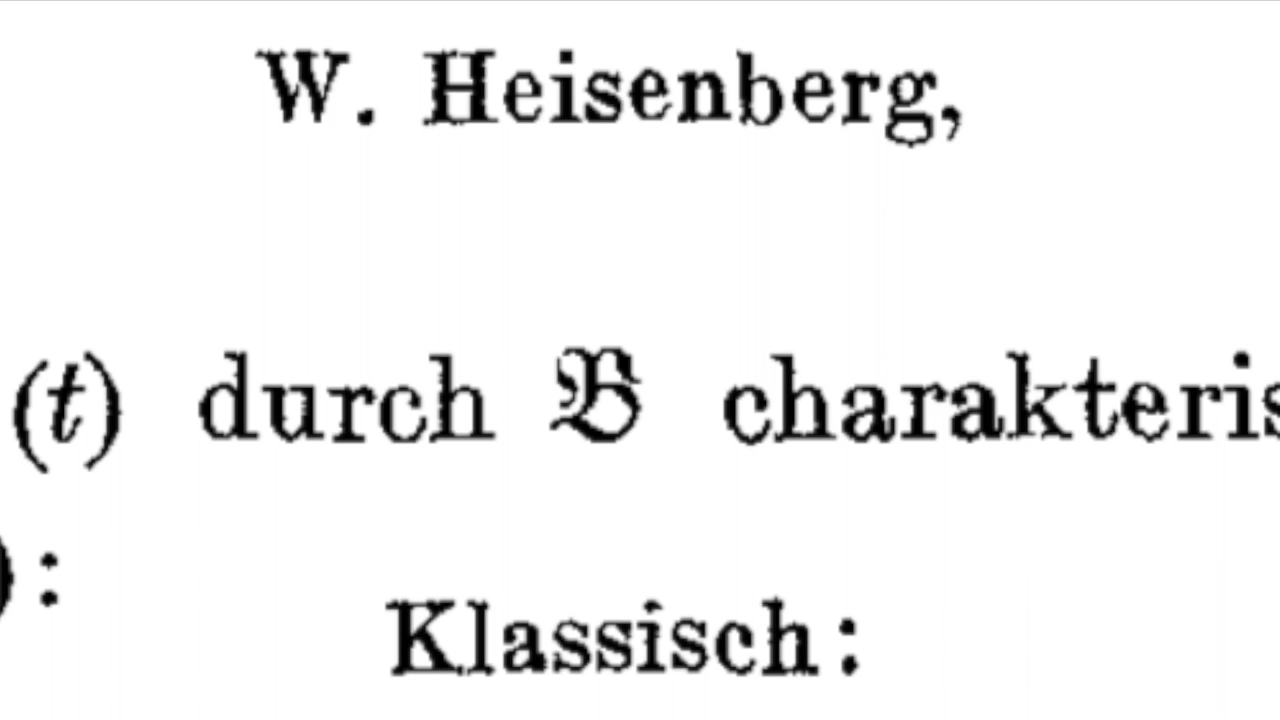 W. Heisenberg,
(t) durch 𝔅 charakteris
):
Klassisch: